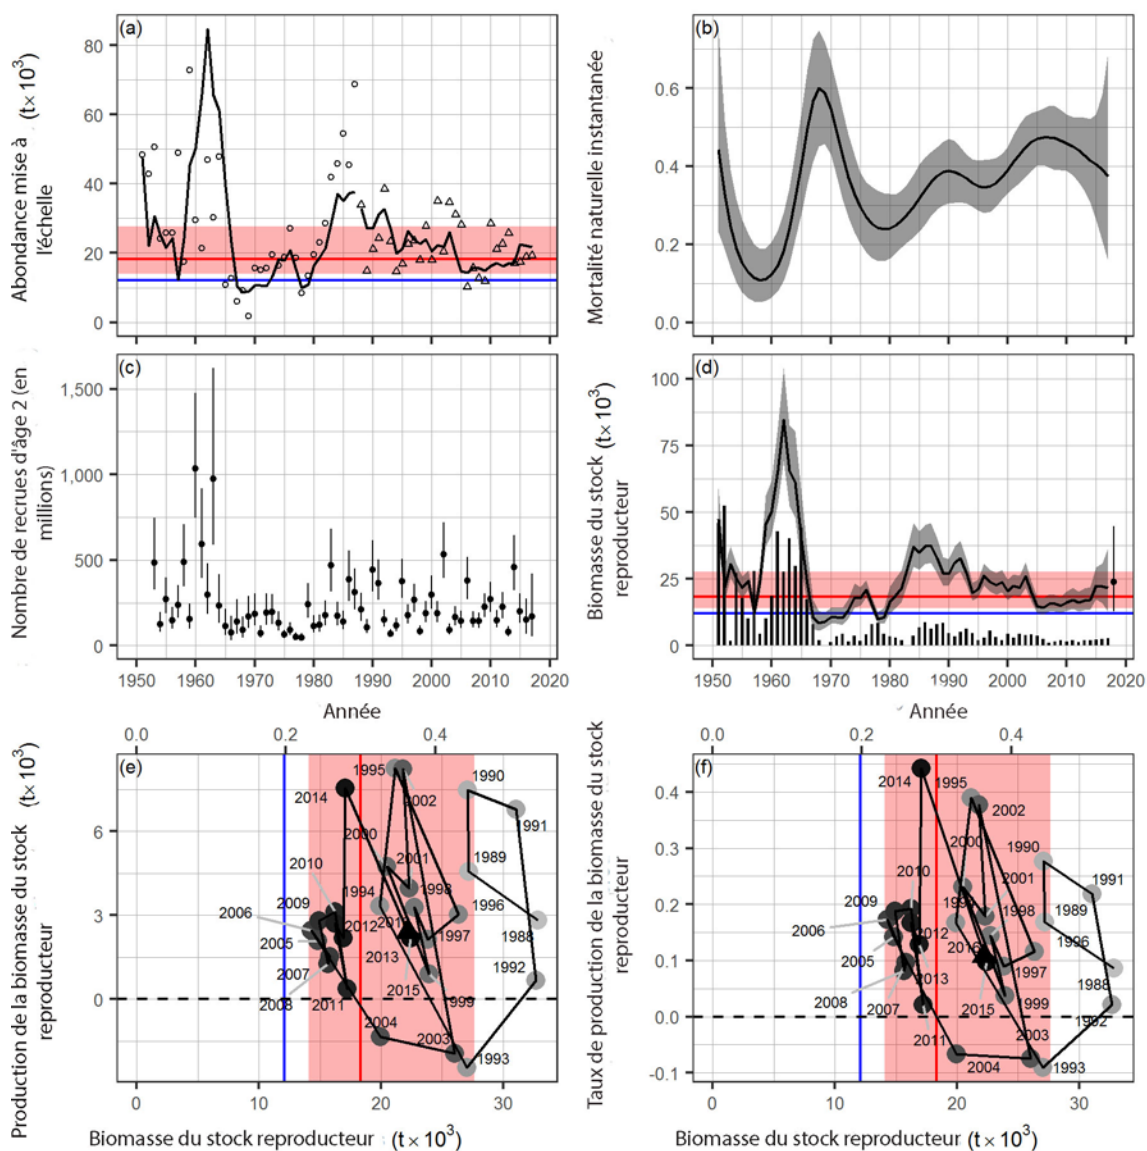 (a)
Abondance mise à
l'échelle
(t× 10³)
80
60
40
20
0
(b)
Mortalité naturelle instantanée
0.6
0.4
0.2
0.0
(c)
Nombre de recrues d'âge 2 (en
millions)
1,500
1,000
500
0
1950 1960 1970 1980 1990 2000 2010 2020
Année
(d)
Biomasse du stock
reproducteur
(t× 10³)
100
75
50
25
0
1950 1960 1970 1980 1990 2000 2010 2020
Année
0.0 0.2 0.4
(e)
Production de la biomasse du stock
reproducteur
(t× 10³)
6
3
0
1995
1990
2014
2002
1991
2000
2010
2001
1989
2009
1994
1998
2006
1996
1988
2012
2005
1997
2013
1992
2007
2008
2011
2015
1999
2004
2003
1993
0 10 20 30
Biomasse du stock reproducteur (t × 10³)
0.0 0.2 0.4
(f)
Taux de production de la biomasse du stock
reproducteur
0.4
0.3
0.2
0.1
0.0
-0.1
2014
1995
2002
1990
2000
1991
2010
2001
2009
1989
2006
1998
2012
1996
2005
2016
1997
2013
1988
2008
2007
2015
1999
1992
2011
2003
2004
1993
0 10 20 30
Biomasse du stock reproducteur (t × 10³)